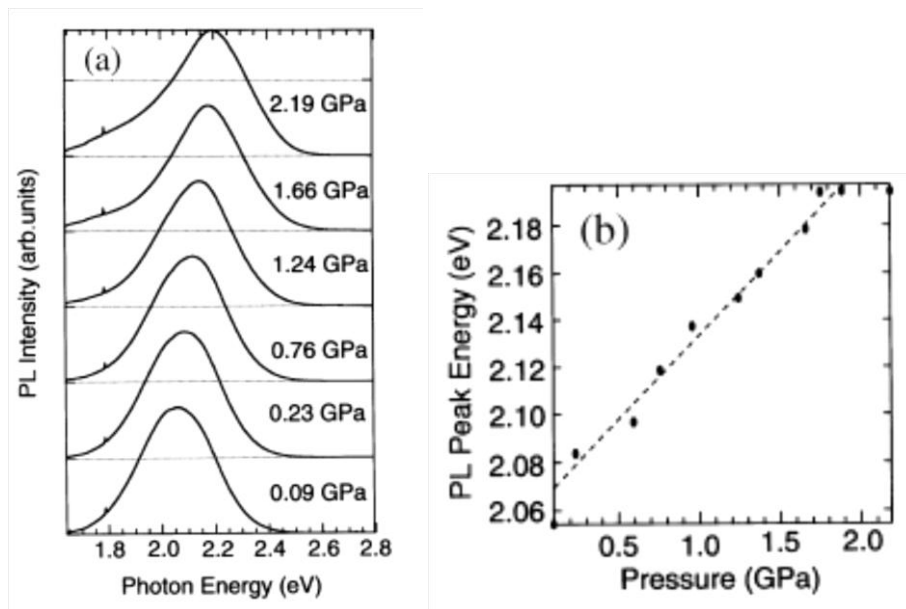 (a)
2.19 GPa
1.66 GPa
1.24 GPa
0.76 GPa
0.23 GPa
0.09 GPa
PL Intensity (arb.units)
1.8 2.0 2.2 2.4 2.6 2.8
Photon Energy (eV)
(b)
PL Peak Energy (eV)
2.18
2.16
2.14
2.12
2.10
2.08
2.06
0.5 1.0 1.5 2.0
Pressure (GPa)